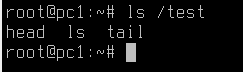 root@pc1:~# ls /test
head  ls  tail
root@pc1:~#